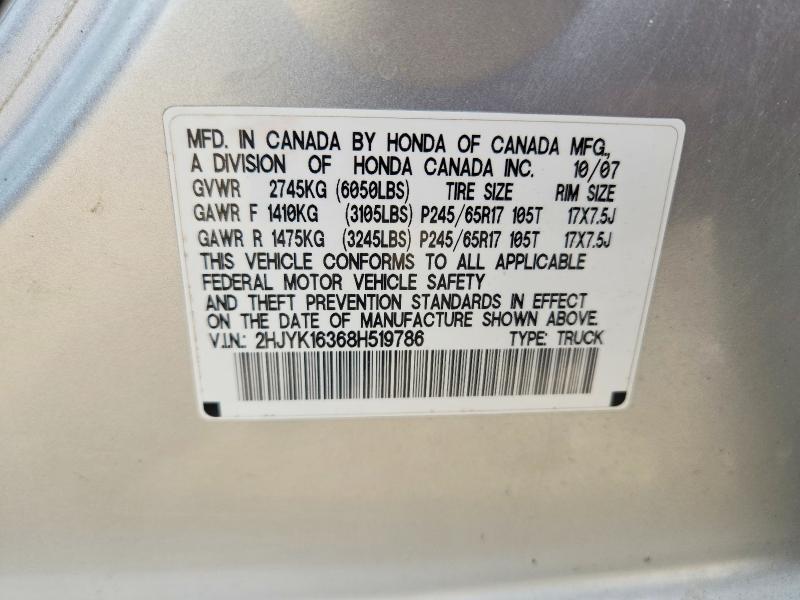 MFD. IN CANADA BY HONDA OF CANADA MFG.,
A DIVISION OF HONDA CANADA INC. 10/07
GVWR 2745KG (6050LBS) TIRE SIZE RIM SIZE
GAWR F 1410KG (3105LBS) P245/65R17 105T 17X7.5J
GAWR R 1475KG (3245LBS) P245/65R17 105T 17X7.5J
THIS VEHICLE CONFORMS TO ALL APPLICABLE
FEDERAL MOTOR VEHICLE SAFETY
AND THEFT PREVENTION STANDARDS IN EFFECT
ON THE DATE OF MANUFACTURE SHOWN ABOVE.
V.I.N.: 2HJYK16368H519786 TYPE: TRUCK